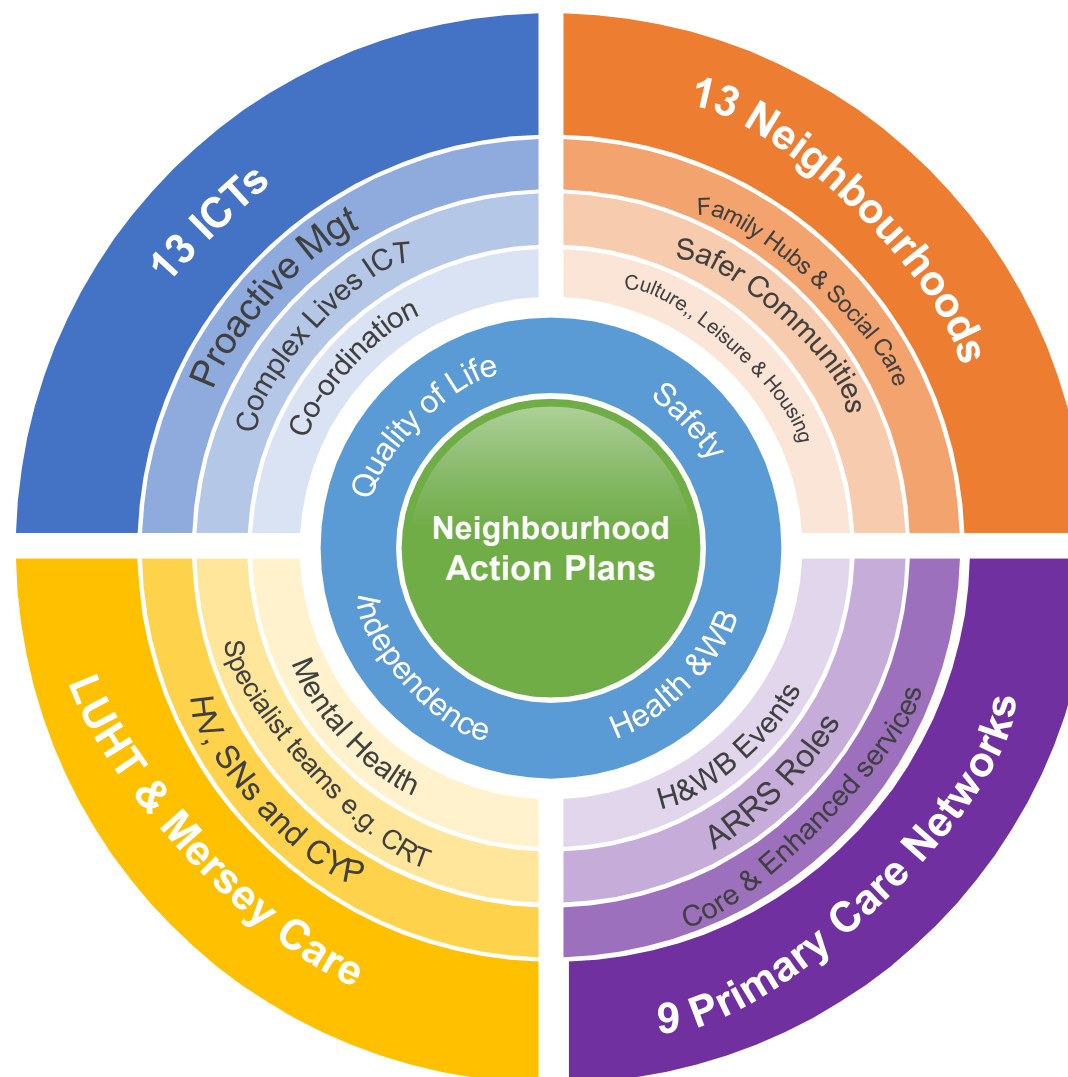 13 ICTs
Proactive Mgt
Complex Lives ICT
Co-ordination
13 Neighbourhoods
Family Hubs & Social Care
Safer Communities
Culture,, Leisure & Housing
Quality of Life
Safety
Neighbourhood
Action Plans
Independence
Health &WB
Mental Health
Specialist teams e.g. CRT
HV, SNs and CYP
LUHT & Mersey Care
H&WB Events
ARRS Roles
Core & Enhanced services
9 Primary Care Networks